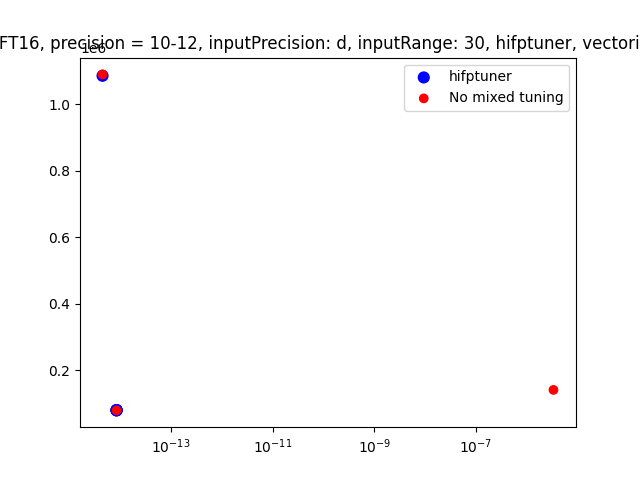 FT16, precision = 10-12, inputPrecision: d, inputRange: 30, hifptuner, vectori
1e6
hifptuner
No mixed tuning
1.0
0.8
0.6
0.4
0.2
10^{-13} 10^{-11} 10^{-9} 10^{-7}